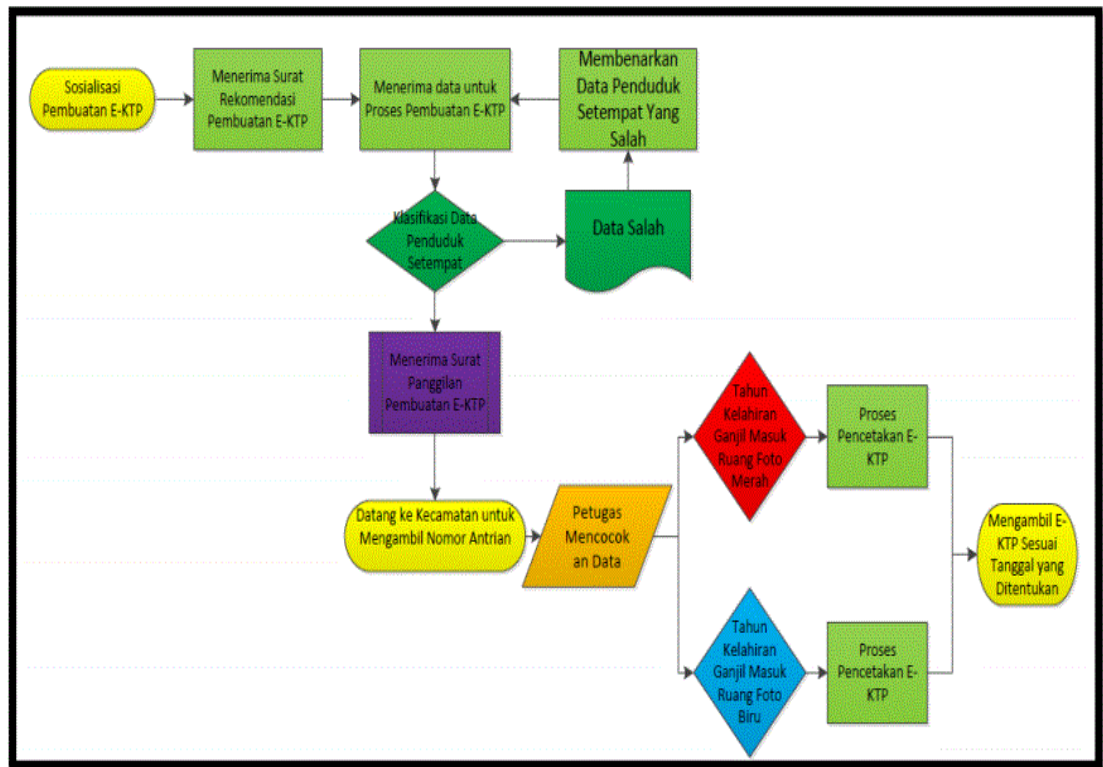 Sosialisasi
Pembuatan E-KTP
Menerima Surat
Rekomendasi
Pembuatan E-KTP
Menerima data untuk
Proses Pembuatan E-KTP
Membenarkan
Data Penduduk
Setempat Yang
Salah
Klasifikasi Data
Penduduk
Setempat
Data Salah
Menerima Surat
Panggilan
Pembuatan E-KTP
Datang ke Kecamatan untuk
Mengambil Nomor Antrian
Petugas
Mencocok
an Data
Tahun
Kelahiran
Ganjil Masuk
Ruang Foto
Merah
Proses
Pencetakan E-
KTP
Tahun
Kelahiran
Ganjil Masuk
Ruang Foto
Biru
Proses
Pencetakan E-
KTP
Mengambil E-
KTP Sesuai
Tanggal yang
Ditentukan